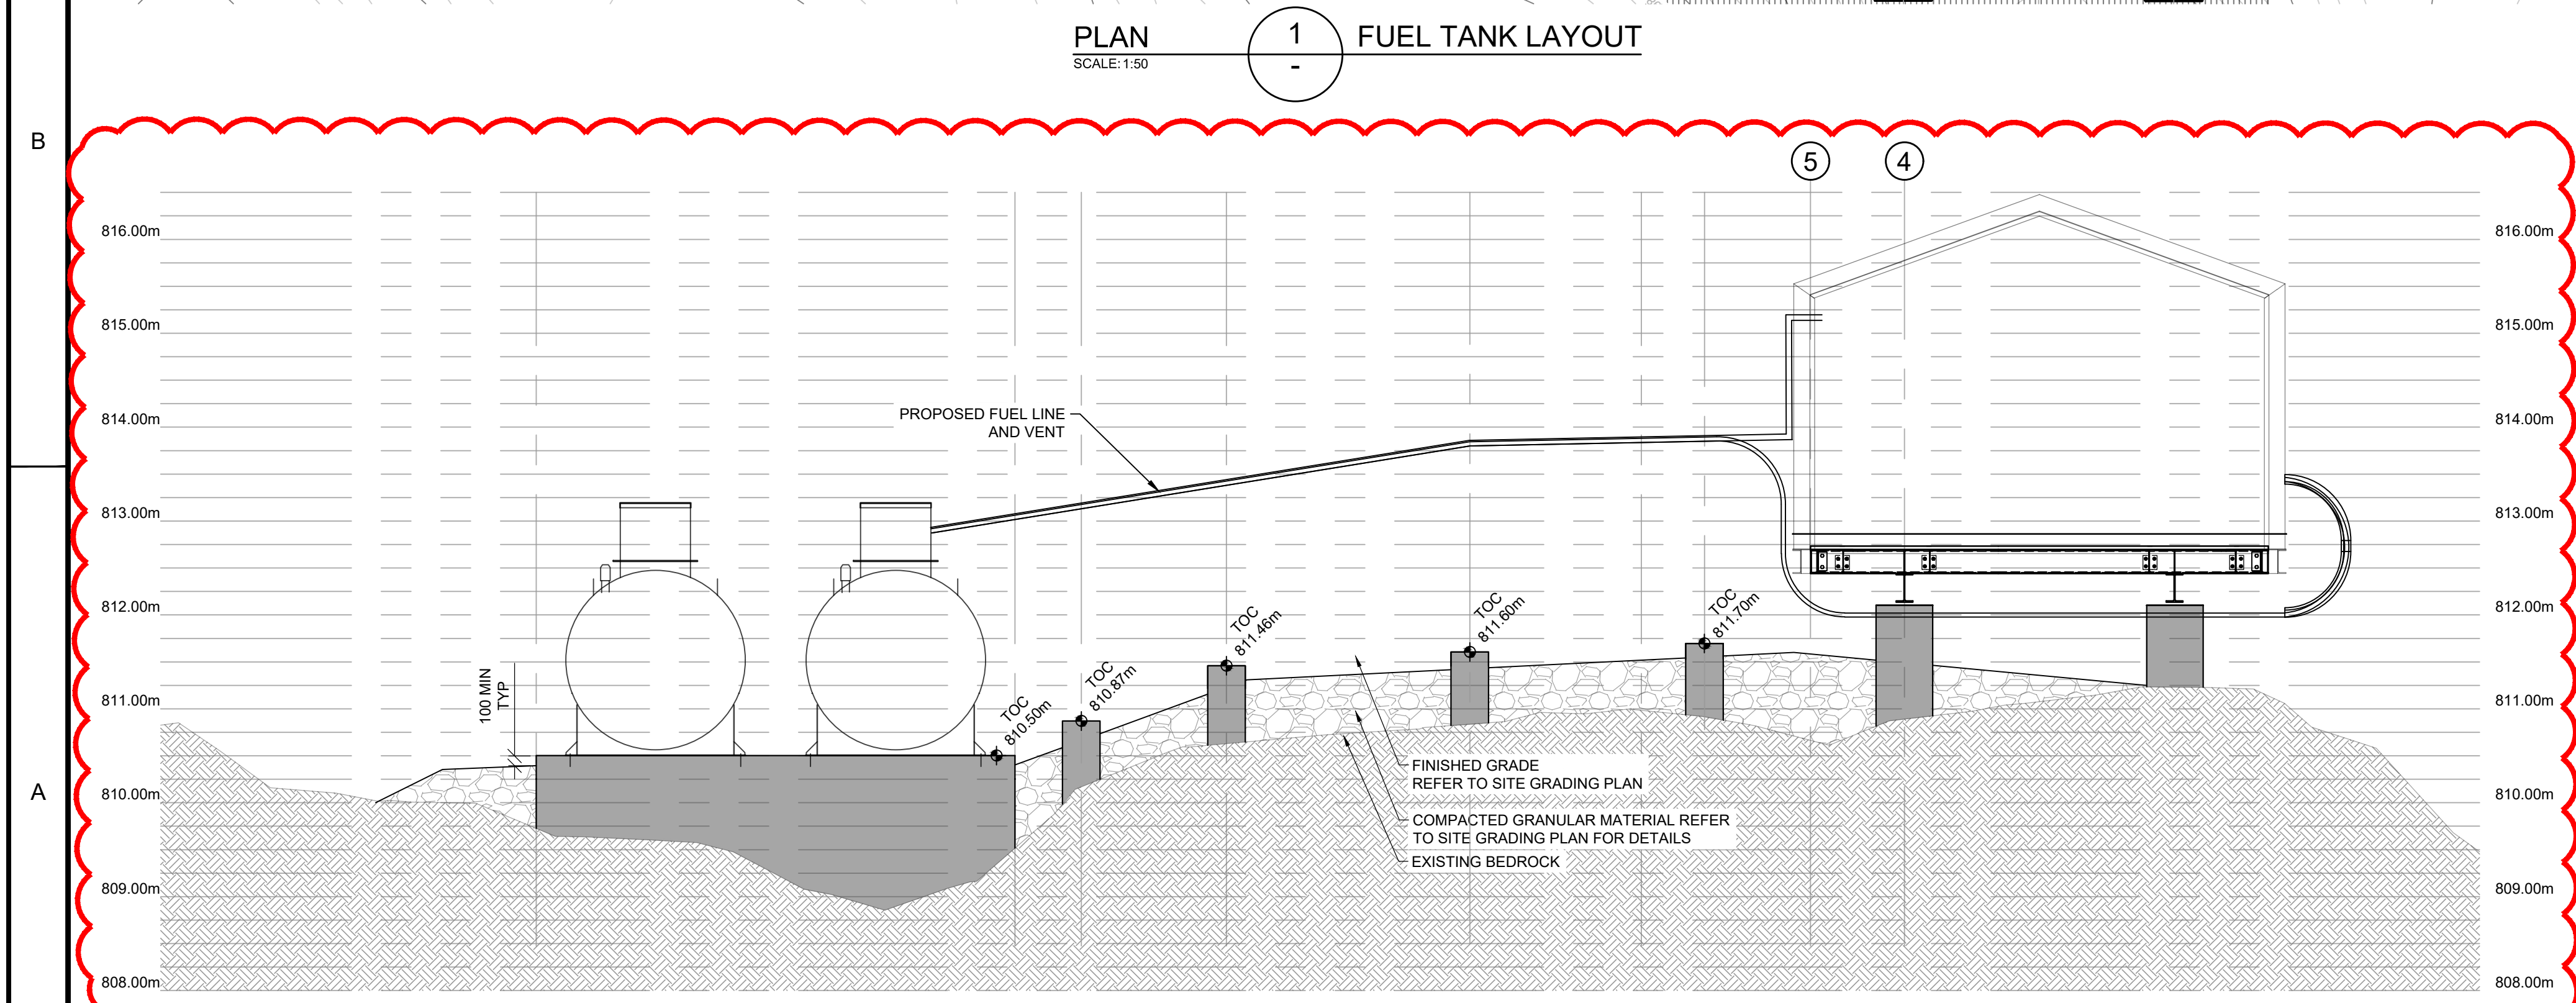 PLAN
SCALE: 1:50
1
-
FUEL TANK LAYOUT
B
A
5
4
816.00m
816.00m
815.00m
815.00m
814.00m
814.00m
PROPOSED FUEL LINE
AND VENT
813.00m
813.00m
812.00m
812.00m
TOC
811.46m
TOC
811.60m
TOC
811.70m
100 MIN
TYP
TOC
810.50m
TOC
810.87m
811.00m
811.00m
FINISHED GRADE
REFER TO SITE GRADING PLAN
810.00m
810.00m
COMPACTED GRANULAR MATERIAL REFER
TO SITE GRADING PLAN FOR DETAILS
EXISTING BEDROCK
809.00m
809.00m
808.00m
808.00m